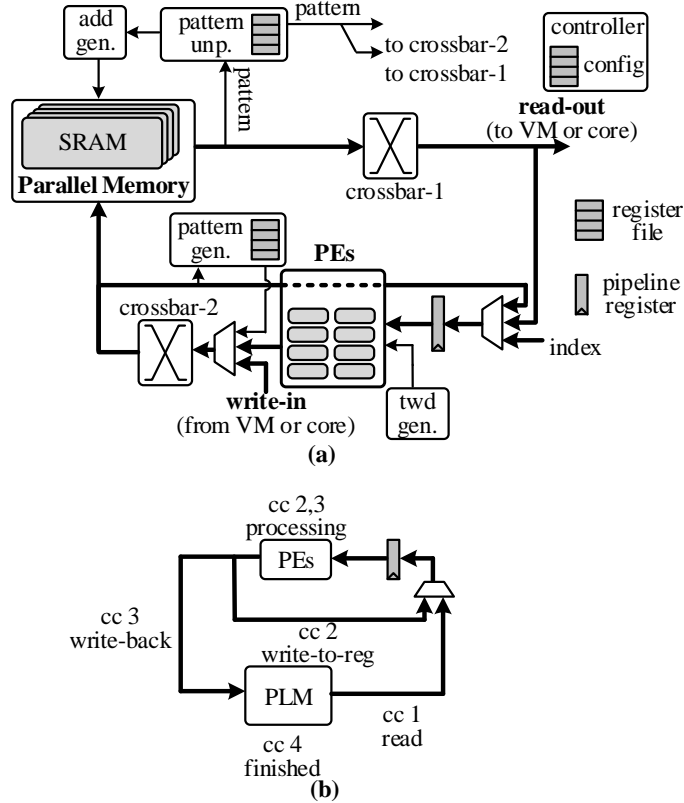 add
gen.
pattern
unp.
pattern
to crossbar-2
to crossbar-1
controller
config
pattern
read-out
(to VM or core)
SRAM
Parallel Memory
crossbar-1
register
file
pattern
gen.
PEs
pipeline
register
crossbar-2
index
write-in
(from VM or core)
twd
gen.
(a)
cc 2,3
processing
PEs
cc 3
write-back
cc 2
write-to-reg
PLM
cc 1
read
cc 4
finished
(b)